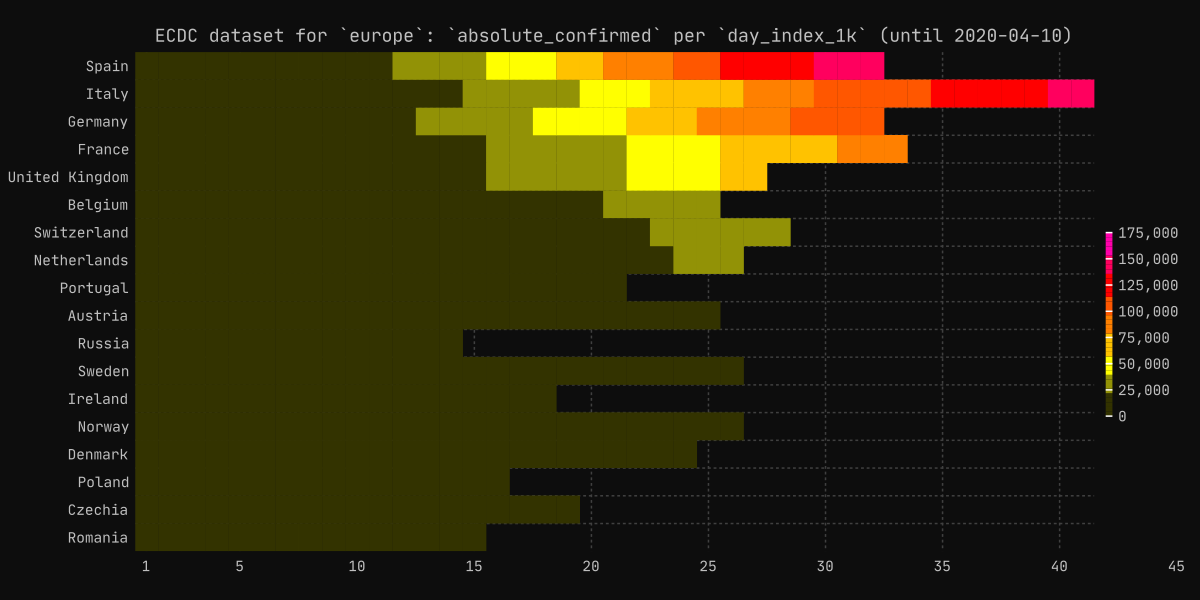 ECDC dataset for `europe`: `absolute_confirmed` per `day_index_1k` (until 2020-04-10)
Spain
Italy
Germany
France
United Kingdom
Belgium
Switzerland
Netherlands
Portugal
Austria
Russia
Sweden
Ireland
Norway
Denmark
Poland
Czechia
Romania
175,000
150,000
125,000
100,000
75,000
50,000
25,000
0
1 5 10 15 20 25 30 35 40 45